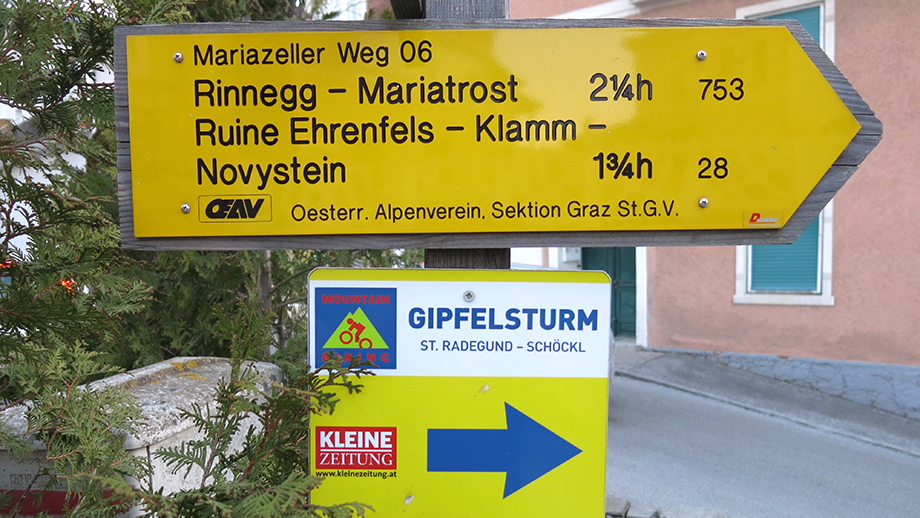 Mariazeller Weg 06
Rinnegg – Mariatrost 2¼h 753
Ruine Ehrenfels – Klamm –
Novystein 1¾h 28
OEAV Oesterr. Alpenverein, Sektion Graz St.G.V.
MOUNTAIN
BIKING
GIPFELSTURM
ST. RADEGUND – SCHÖCKL
KLEINE
ZEITUNG
www.kleinezeitung.at